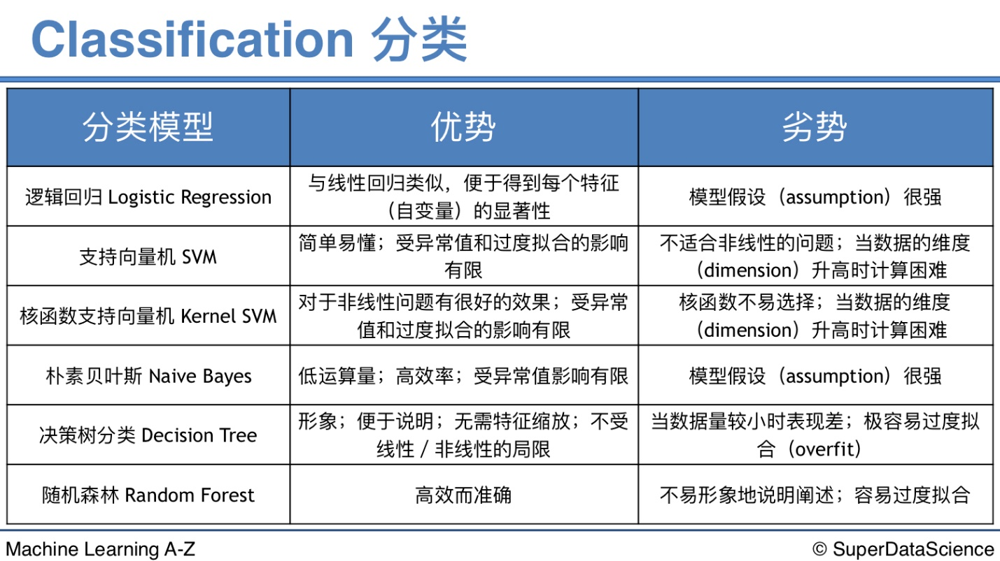 Classification 分类
分类模型
优势
劣势
逻辑回归 Logistic Regression
与线性回归类似，便于得到每个特征
（自变量）的显著性
模型假设（assumption）很强
支持向量机 SVM
简单易懂；受异常值和过度拟合的影响
有限
不适合非线性的问题；当数据的维度
（dimension）升高时计算困难
核函数支持向量机 Kernel SVM
对于非线性问题有很好的效果；受异常
值和过度拟合的影响有限
核函数不易选择；当数据的维度
（dimension）升高时计算困难
朴素贝叶斯 Naive Bayes
低运算量；高效率；受异常值影响有限
模型假设（assumption）很强
决策树分类 Decision Tree
形象；便于说明；无需特征缩放；不受
线性 / 非线性的局限
当数据量较小时表现差；极容易过度拟
合（overfit）
随机森林 Random Forest
高效而准确
不易形象地说明阐述；容易过度拟合
Machine Learning A-Z
© SuperDataScience